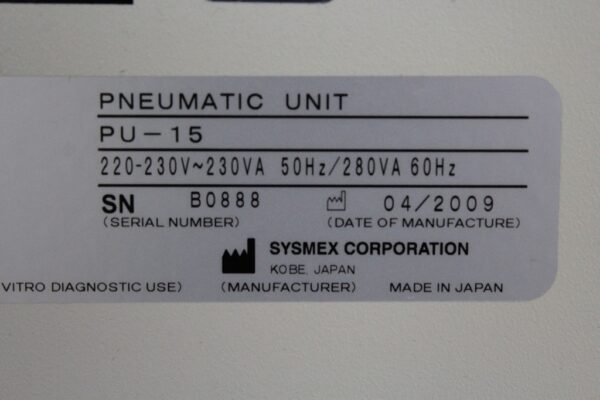 PNEUMATIC UNIT
PU-15
220-230V~230VA 50Hz/280VA 60Hz
SN B0888 04/2009
(SERIAL NUMBER) (DATE OF MANUFACTURE)
SYSMEX CORPORATION
KOBE, JAPAN
VITRO DIAGNOSTIC USE) (MANUFACTURER) MADE IN JAPAN